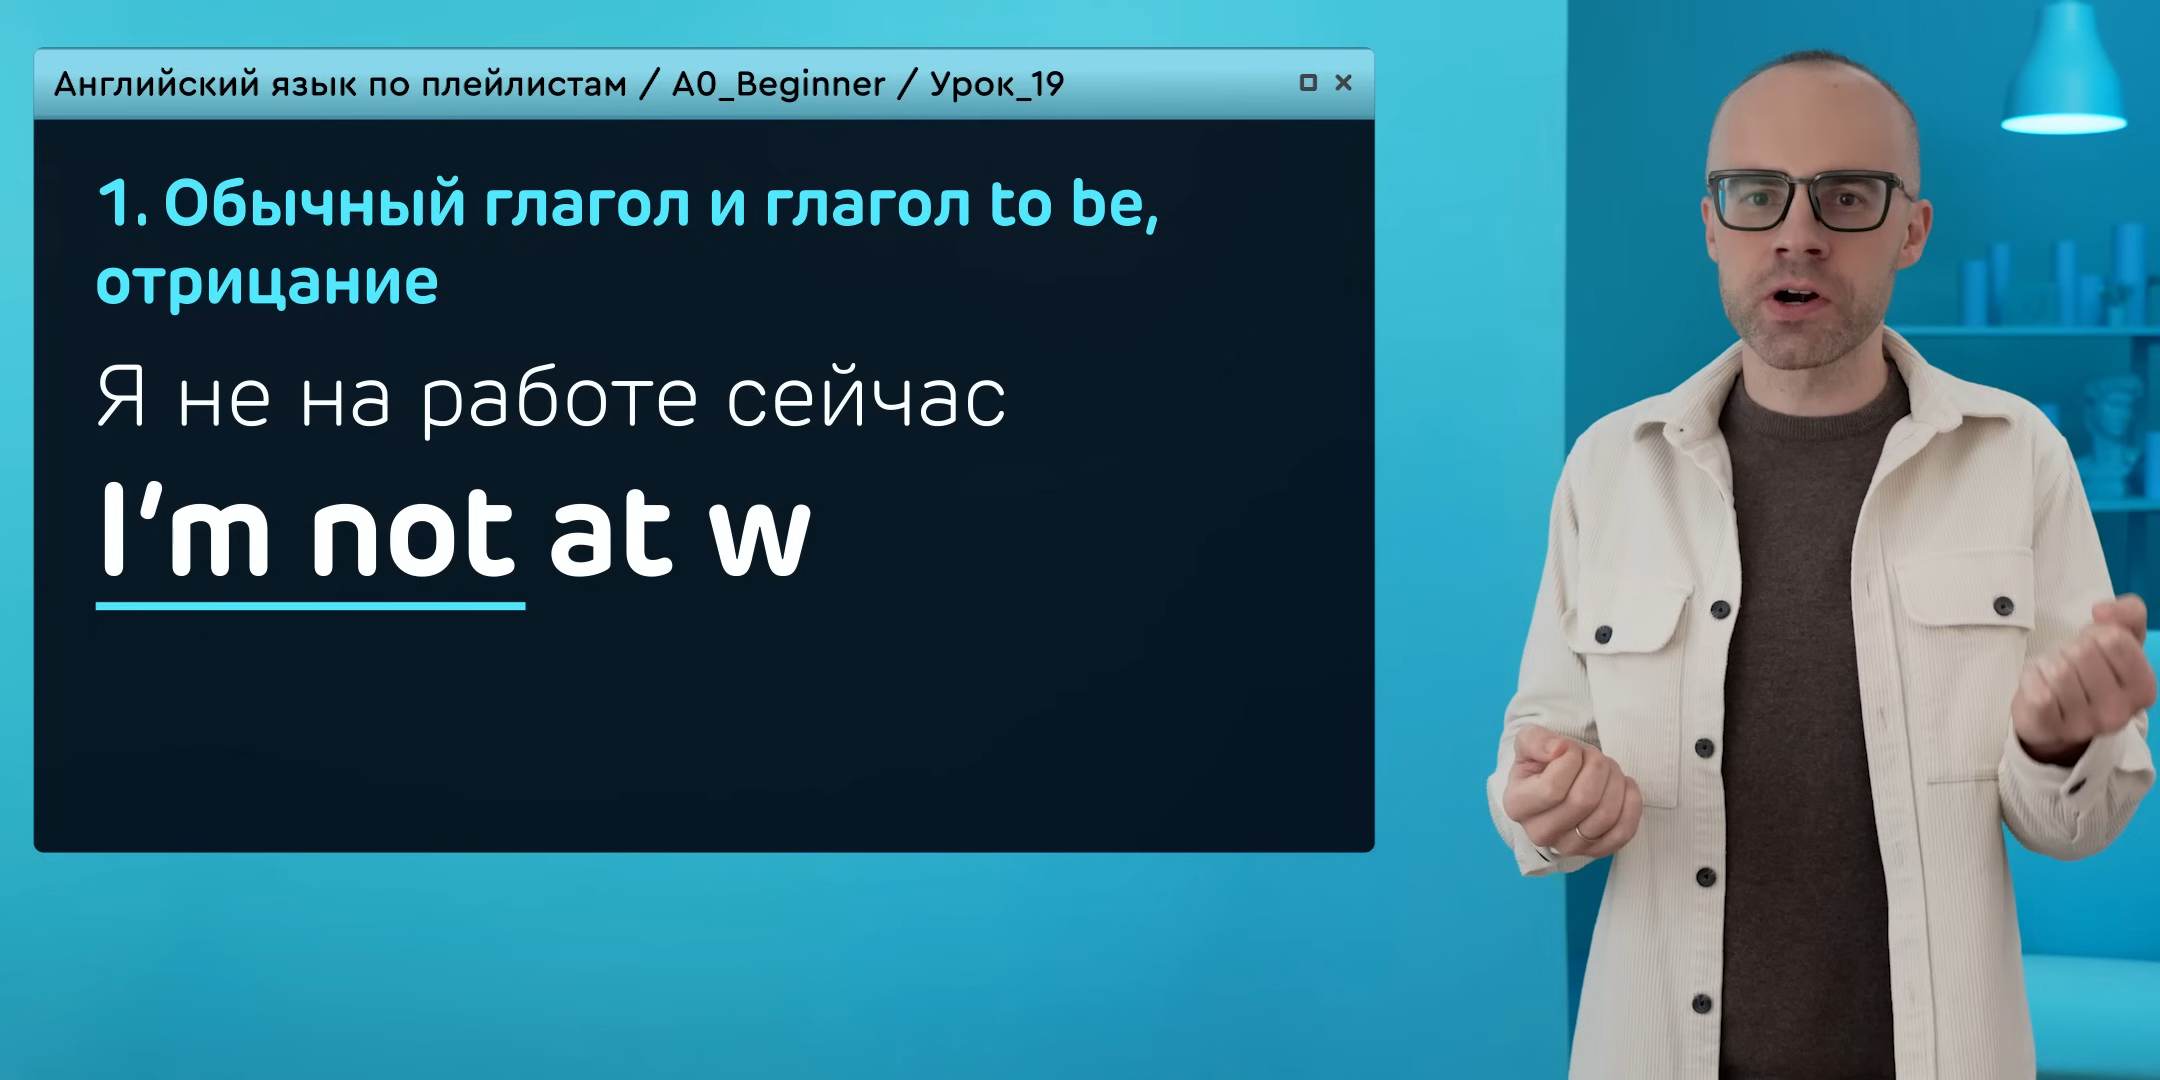 Английский язык по плейлистам / A0_Beginner / Урок_19
1. Обычный глагол и глагол to be,
отрицание
Я не на работе сейчас
I’m not at w